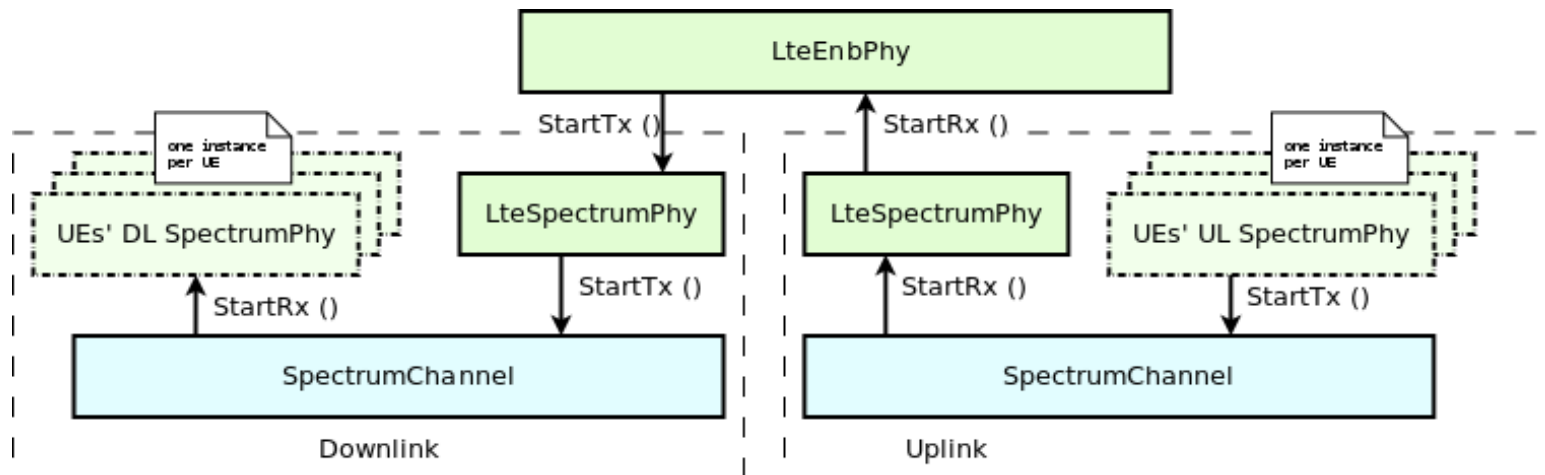 LteEnbPhy
StartTx ()
StartRx ()
one instance
per UE
one instance
per UE
LteSpectrumPhy
LteSpectrumPhy
UEs' DL SpectrumPhy
UEs' UL SpectrumPhy
StartRx ()
StartTx ()
StartRx ()
StartTx ()
SpectrumChannel
SpectrumChannel
Downlink
Uplink